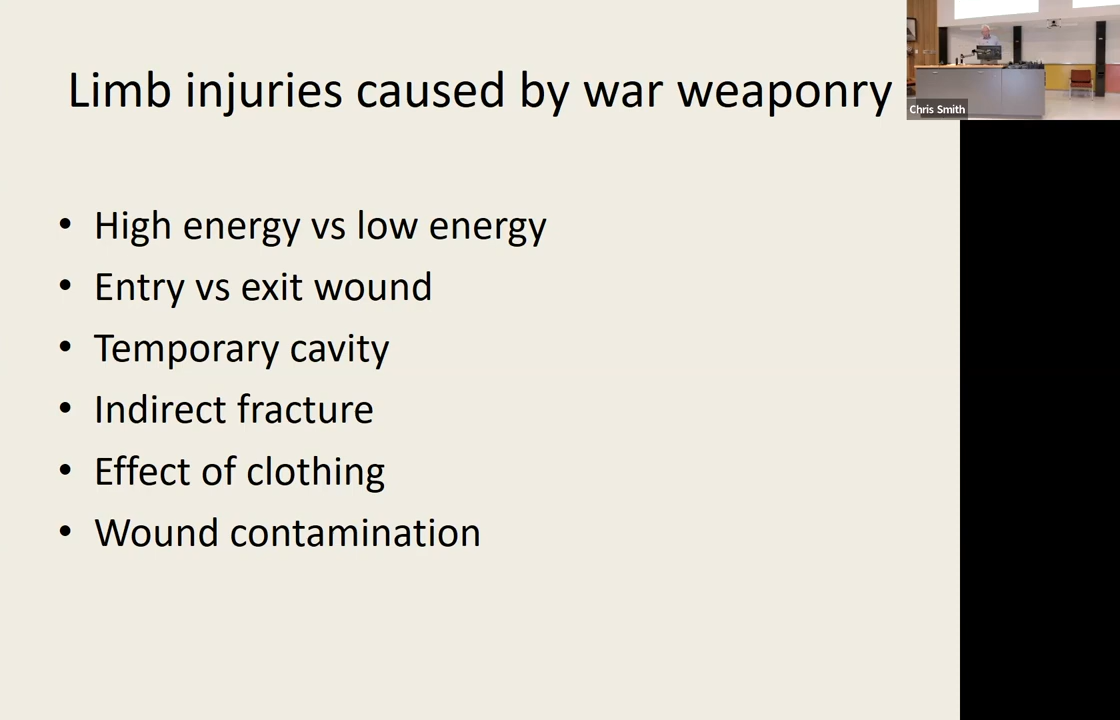 Limb injuries caused by war weaponry
Chris Smith
• High energy vs low energy
• Entry vs exit wound
• Temporary cavity
• Indirect fracture
• Effect of clothing
• Wound contamination